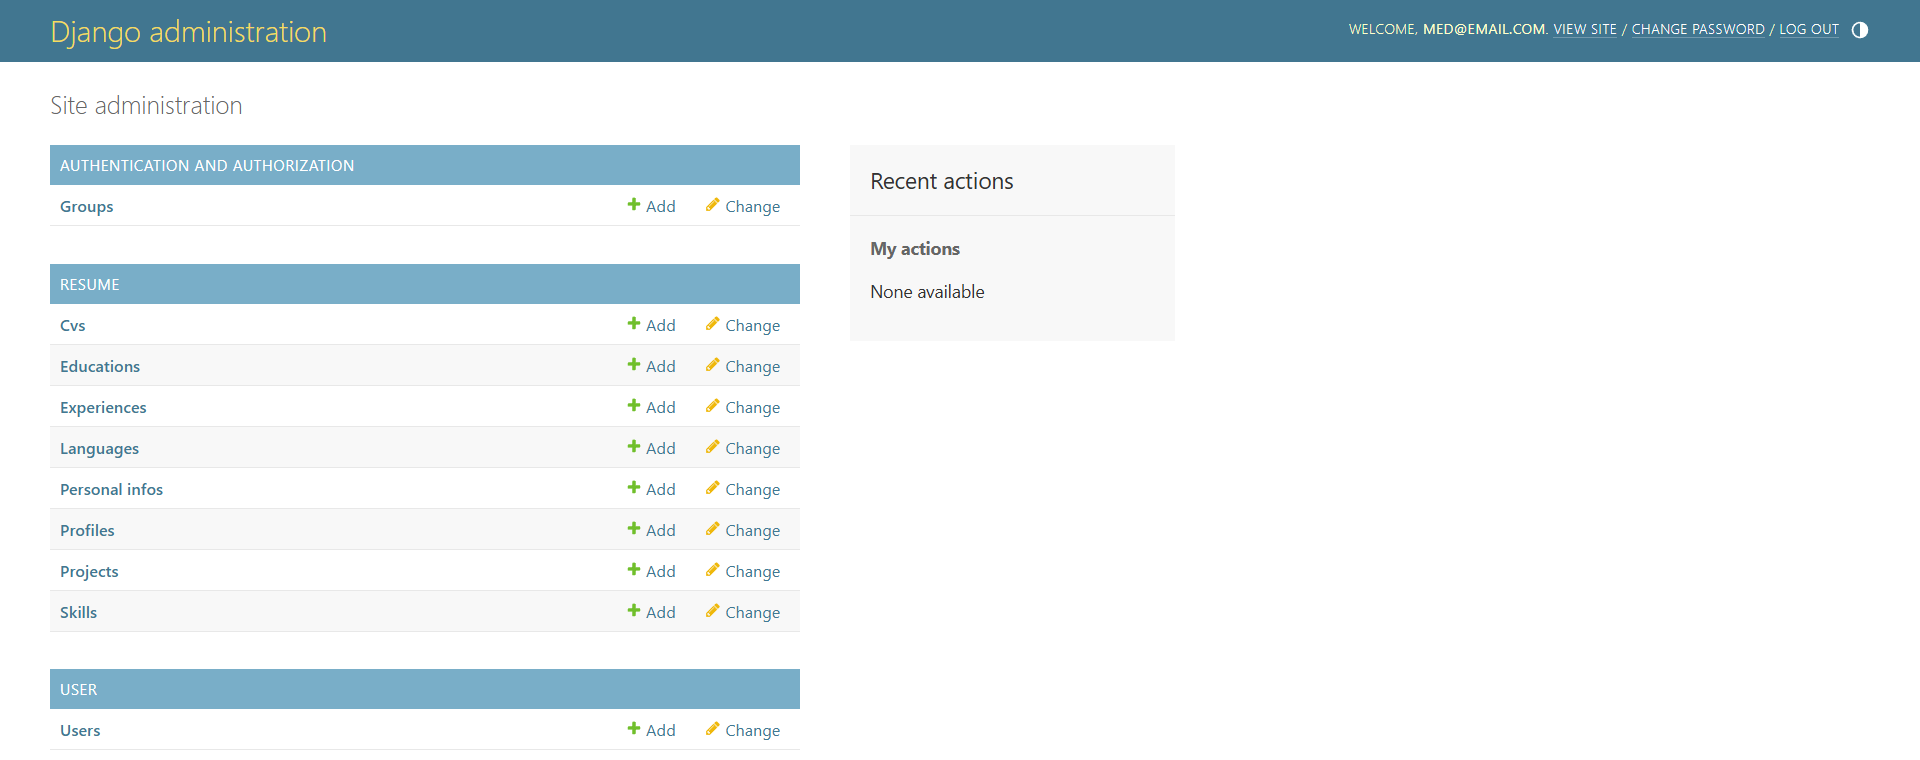 Django administration
WELCOME, MED@EMAIL.COM. VIEW SITE / CHANGE PASSWORD / LOG OUT
Site administration
AUTHENTICATION AND AUTHORIZATION
Groups Add Change
RESUME
Cvs Add Change
Educations Add Change
Experiences Add Change
Languages Add Change
Personal infos Add Change
Profiles Add Change
Projects Add Change
Skills Add Change
USER
Users Add Change
Recent actions
My actions
None available